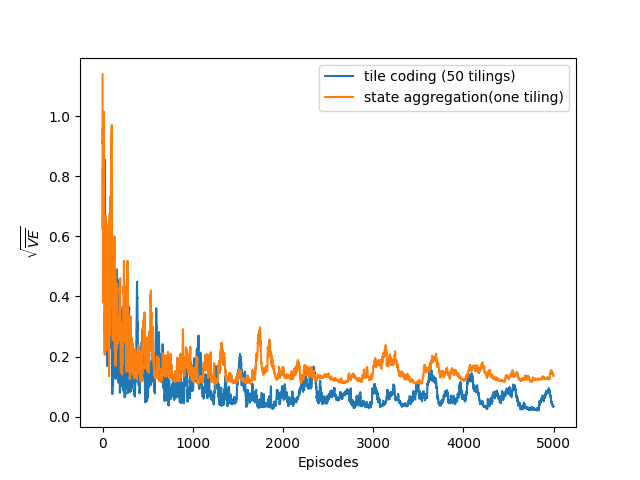 tile coding (50 tilings)
state aggregation(one tiling)
1.0
0.8
0.6
0.4
0.2
0.0
√VE
0 1000 2000 3000 4000 5000
Episodes